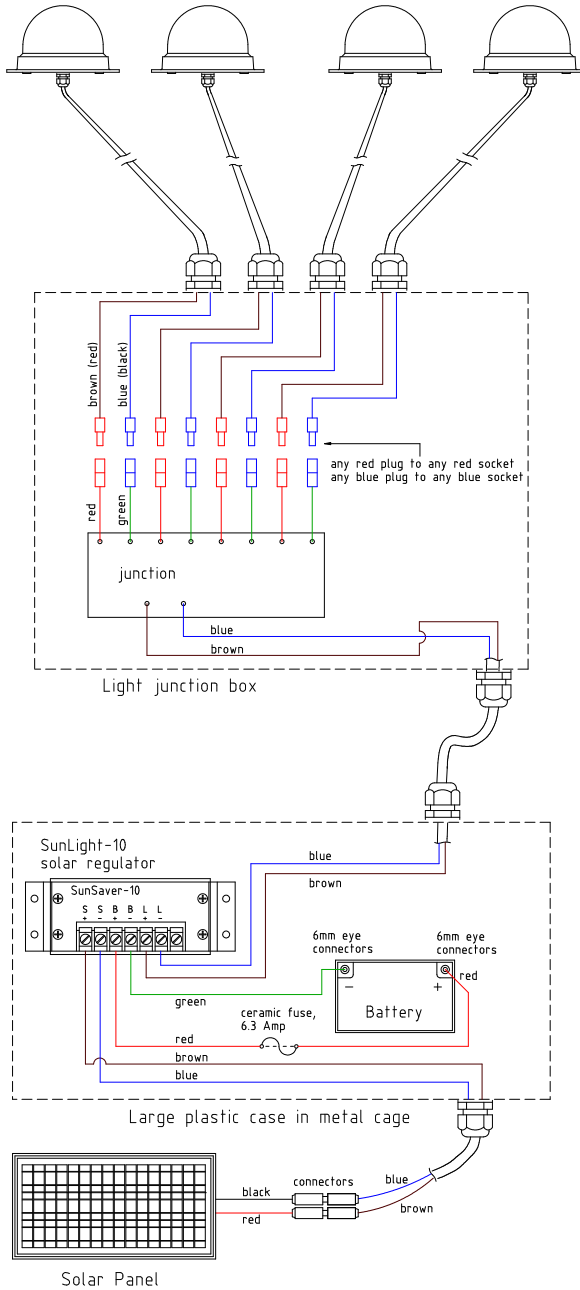 brown (red)
blue (black)
any red plug to any red socket
any blue plug to any blue socket
red
green
junction
blue
brown
Light junction box
SunLight-10
solar regulator
blue
brown
SunSaver-10
S S B B L L
+ - + - + -
6mm eye
connectors
6mm eye
connectors
red
- +
Battery
green
ceramic fuse,
6.3 Amp
red
brown
blue
Large plastic case in metal cage
connectors
blue
black
brown
red
Solar Panel